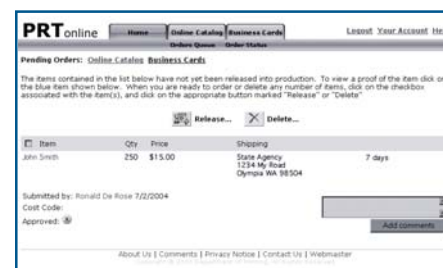 PRTonline Home Online Catalog Business Cards Logout Your Account He
Orders Queue Order Status
Pending Orders: Online Catalog Business Cards
The items contained in the list below have not yet been released into production. To view a proof of the item click on
the blue item shown below. When you are ready to order or delete any number of items, click on the checkbox
associated with the item(s), and click on the appropriate button marked "Release" or "Delete"
Release... Delete...
Item Qty Price Shipping
John Smith 250 $15.00 State Agency 7 days
1234 My Road
Olympia WA 98504
Submitted by: Ronald De Rose 7/2/2004
Cost Code:
Approved:
Add comments
About Us | Comments | Privacy Notice | Contact Us | Webmaster